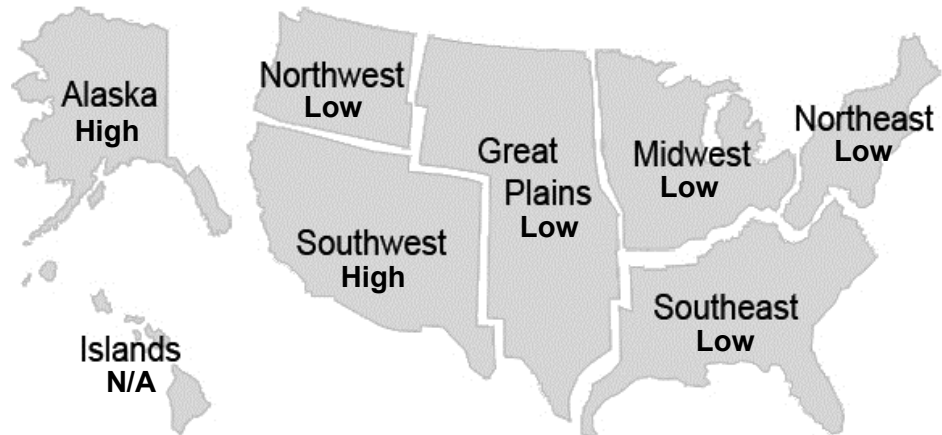 Alaska
High
Northwest
Low
Great
Plains
Low
Midwest
Low
Northeast
Low
Southwest
High
Southeast
Low
Islands
N/A